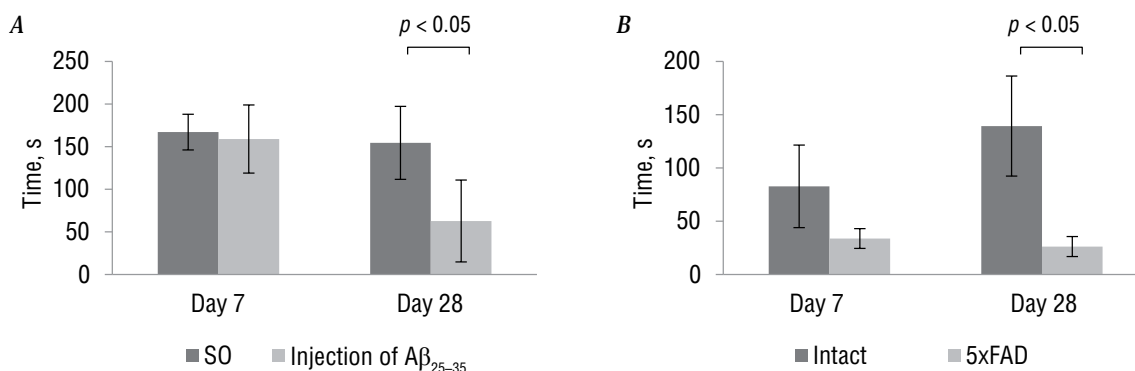 A
p < 0.05
250
200
150
100
50
0
Time, s
Day 7
Day 28
SO
Injection of Aβ25–35
B
p < 0.05
200
150
100
50
0
Time, s
Day 7
Day 28
Intact
5xFAD